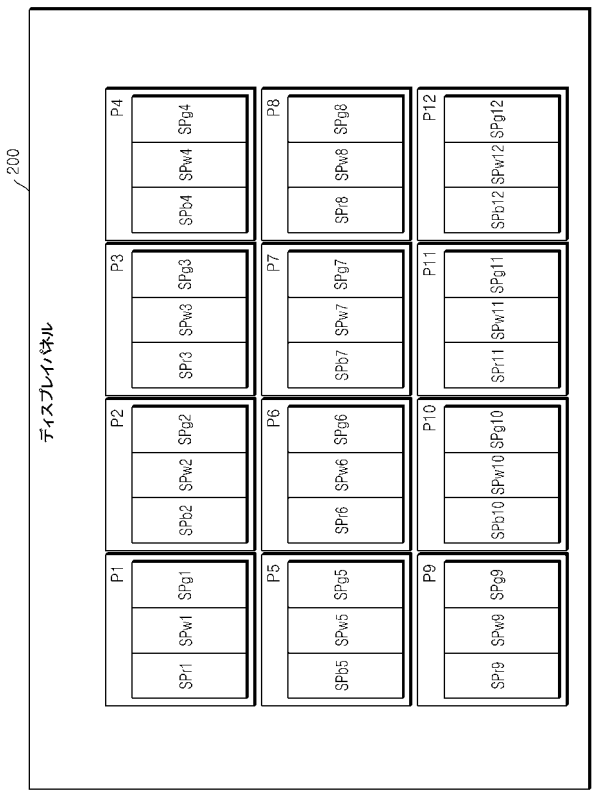 200
ディスプレイパネル
P1
SPr1 SPw1 SPg1
P2
SPb2 SPw2 SPg2
P3
SPr3 SPw3 SPg3
P4
SPb4 SPw4 SPg4
P5
SPb5 SPw5 SPg5
P6
SPr6 SPw6 SPg6
P7
SPb7 SPw7 SPg7
P8
SPr8 SPw8 SPg8
P9
SPr9 SPw9 SPg9
P10
SPb10 SPw10 SPg10
P11
SPr11 SPw11 SPg11
P12
SPb12 SPw12 SPg12